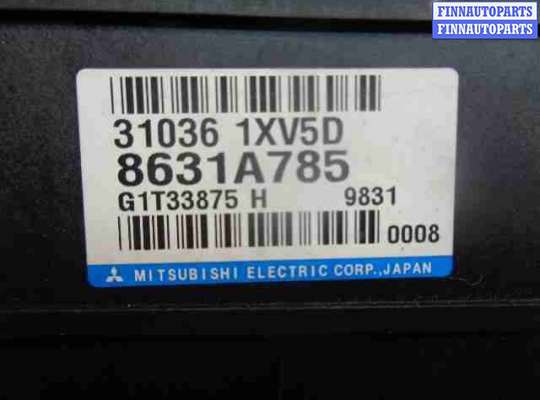 FINNAUTOPARTS
FINNAUTOPARTS
31036 1XV5D
8631A785
G1T33875 H 9831
0008
MITSUBISHI ELECTRIC CORP., JAPAN